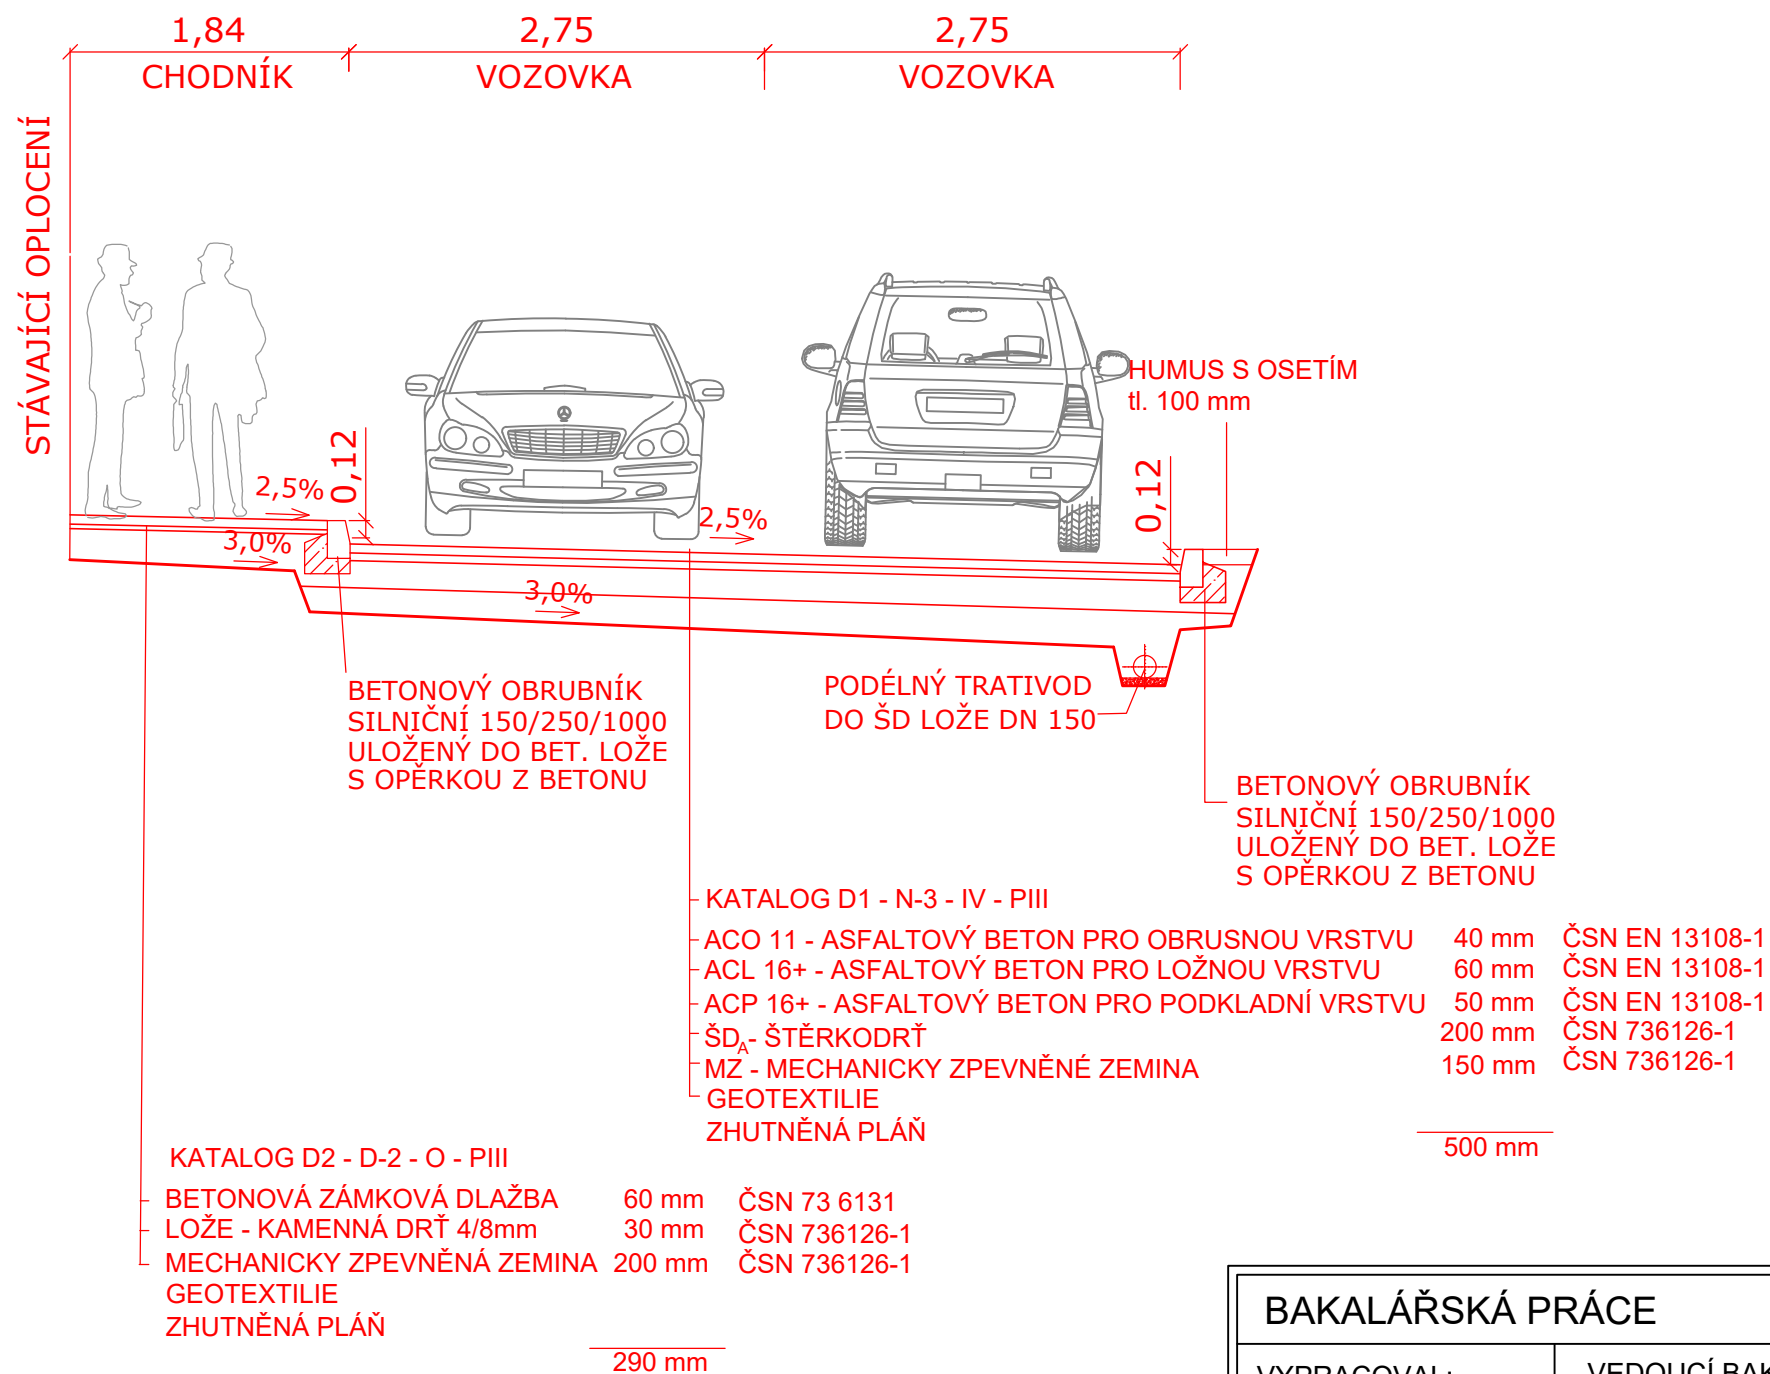 1,84
2,75
2,75
CHODNÍK
VOZOVKA
VOZOVKA
STÁVAJÍCÍ OPLOCENÍ
HUMUS S OSETÍM
tl. 100 mm
0,12
0,12
2,5%
3,0%
2,5%
3,0%
BETONOVÝ OBRUBNÍK
SILNIČNÍ 150/250/1000
ULOŽENÝ DO BET. LOŽE
S OPĚRKOU Z BETONU
PODÉLNÝ TRATIVOD
DO ŠD LOŽE DN 150
BETONOVÝ OBRUBNÍK
SILNIČNÍ 150/250/1000
ULOŽENÝ DO BET. LOŽE
S OPĚRKOU Z BETONU
KATALOG D1 - N-3 - IV - PIII
ACO 11 - ASFALTOVÝ BETON PRO OBRUSNOU VRSTVU 40 mm ČSN EN 13108-1
ACL 16+ - ASFALTOVÝ BETON PRO LOŽNOU VRSTVU 60 mm ČSN EN 13108-1
ACP 16+ - ASFALTOVÝ BETON PRO PODKLADNÍ VRSTVU 50 mm ČSN EN 13108-1
ŠDA- ŠTĚRKODRŤ 200 mm ČSN 736126-1
MZ - MECHANICKY ZPEVNĚNÉ ZEMINA 150 mm ČSN 736126-1
GEOTEXTILIE
ZHUTNĚNÁ PLÁŇ
500 mm
KATALOG D2 - D-2 - O - PIII
BETONOVÁ ZÁMKOVÁ DLAŽBA 60 mm ČSN 73 6131
LOŽE - KAMENNÁ DRŤ 4/8mm 30 mm ČSN 736126-1
MECHANICKY ZPEVNĚNÁ ZEMINA 200 mm ČSN 736126-1
GEOTEXTILIE
ZHUTNĚNÁ PLÁŇ
290 mm
BAKALÁŘSKÁ PRÁCE
VYPRACOVAL:
VEDOUCÍ